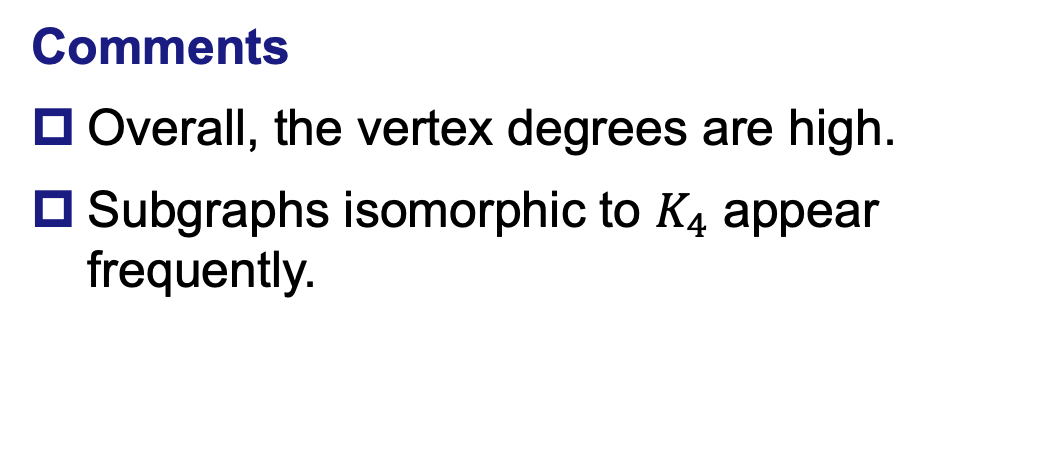 Comments
Overall, the vertex degrees are high.
Subgraphs isomorphic to K₄ appear
frequently.